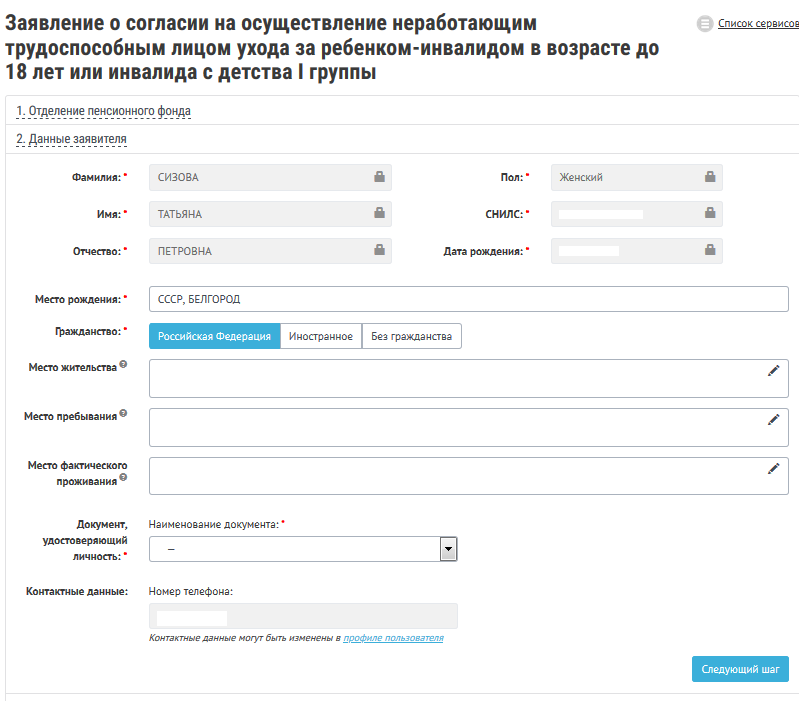 Заявление о согласии на осуществление неработающим
Список сервисов
трудоспособным лицом ухода за ребенком-инвалидом в возрасте до
18 лет или инвалида с детства I группы
1. Отделение пенсионного фонда
2. Данные заявителя
Фамилия:* СИЗОВА Пол:* Женский
Имя:* ТАТЬЯНА СНИЛС:*
Отчество:* ПЕТРОВНА Дата рождения:*
Место рождения:* СССР, БЕЛГОРОД
Гражданство:* Российская Федерация Иностранное Без гражданства
Место жительства ?
Место пребывания ?
Место фактического
проживания ?
Документ,
удостоверяющий
личность:*
Наименование документа:*
—
Контактные данные: Номер телефона:
Контактные данные могут быть изменены в профиле пользователя
Следующий шаг